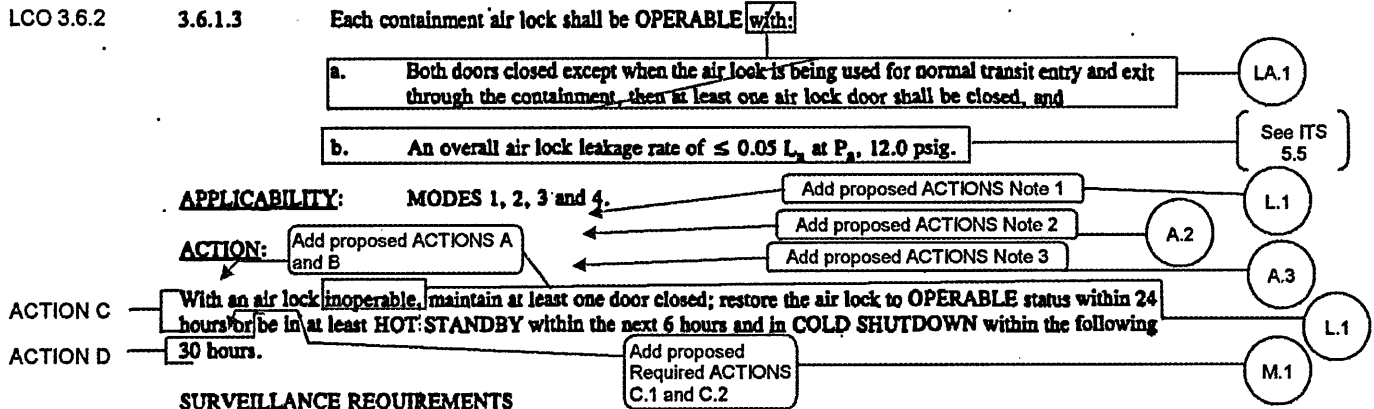 LCO 3.6.2 3.6.1.3 Each containment air lock shall be OPERABLE with:
a. Both doors closed except when the air lock is being used for normal transit entry and exit
through the containment, then at least one air lock door shall be closed, and
LA.1
b. An overall air lock leakage rate of ≤ 0.05 Lₐ at Pₐ, 12.0 psig.
See ITS
5.5
APPLICABILITY: MODES 1, 2, 3 and 4.
Add proposed ACTIONS Note 1
L.1
Add proposed ACTIONS Note 2
A.2
ACTION:
Add proposed ACTIONS A
and B
Add proposed ACTIONS Note 3
A.3
ACTION C
With an air lock inoperable, maintain at least one door closed; restore the air lock to OPERABLE status within 24
hours or be in at least HOT STANDBY within the next 6 hours and in COLD SHUTDOWN within the following
L.1
ACTION D
30 hours.
Add proposed
Required ACTIONS
C.1 and C.2
M.1
SURVEILLANCE REQUIREMENTS